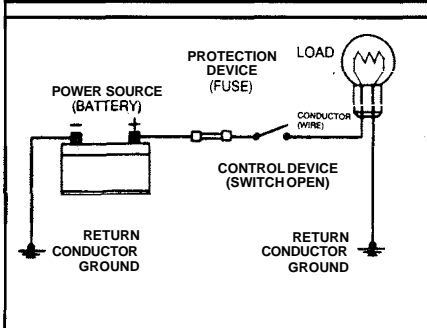 PROTECTION
DEVICE
(FUSE)
LOAD
POWER SOURCE
(BATTERY)
− +
CONDUCTOR
(WIRE)
CONTROL DEVICE
(SWITCH OPEN)
RETURN
CONDUCTOR
GROUND
RETURN
CONDUCTOR
GROUND